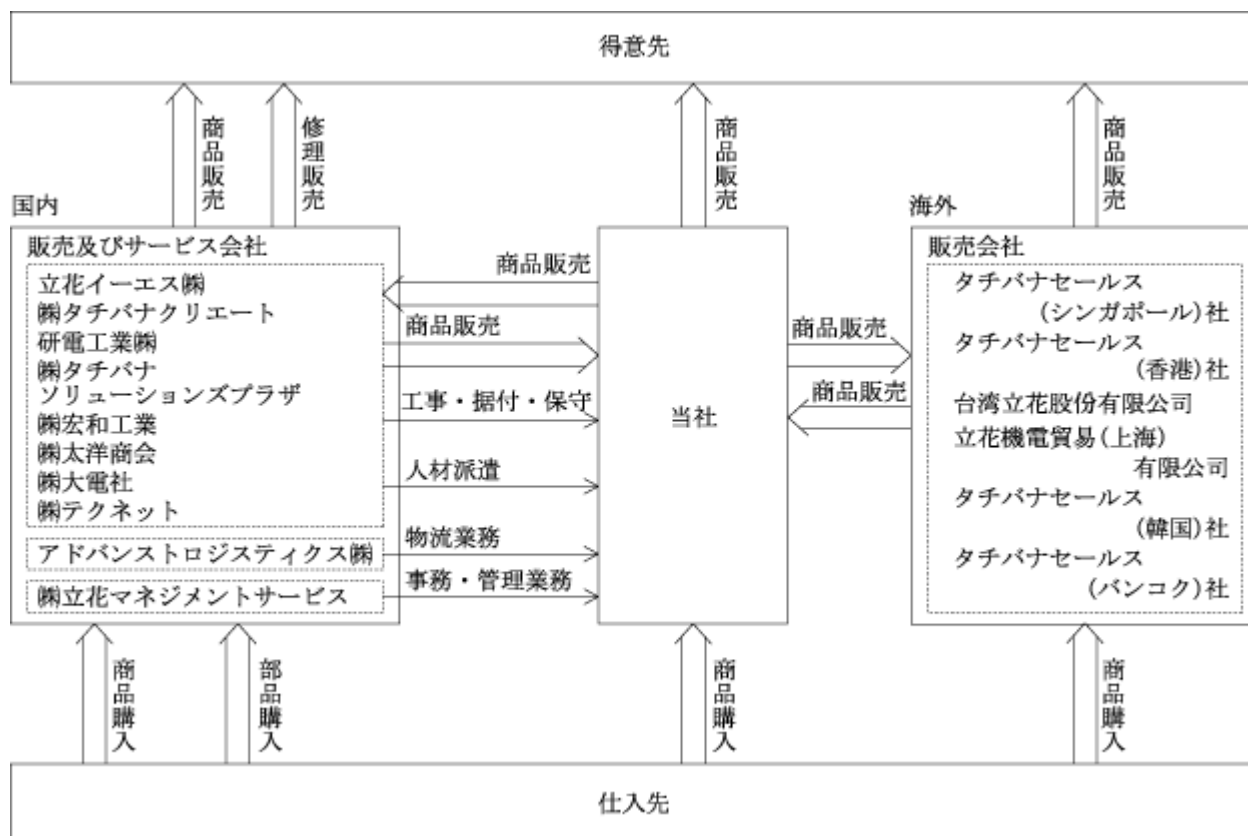 得意先
商品販売
修理販売
商品販売
商品販売
国内
海外
販売及びサービス会社
立花イーエス㈱
㈱タチバナクリエート
研電工業㈱
㈱タチバナ
ソリューションズプラザ
㈱宏和工業
㈱太洋商会
㈱大電社
㈱テクネット
アドバンストロジスティクス㈱
㈱立花マネジメントサービス
商品販売
商品販売
工事・据付・保守
人材派遣
物流業務
事務・管理業務
当社
商品販売
商品販売
販売会社
タチバナセールス
(シンガポール)社
タチバナセールス
(香港)社
台湾立花股份有限公司
立花機電貿易(上海)
有限公司
タチバナセールス
(韓国)社
タチバナセールス
(バンコク)社
商品購入
部品購入
商品購入
商品購入
仕入先